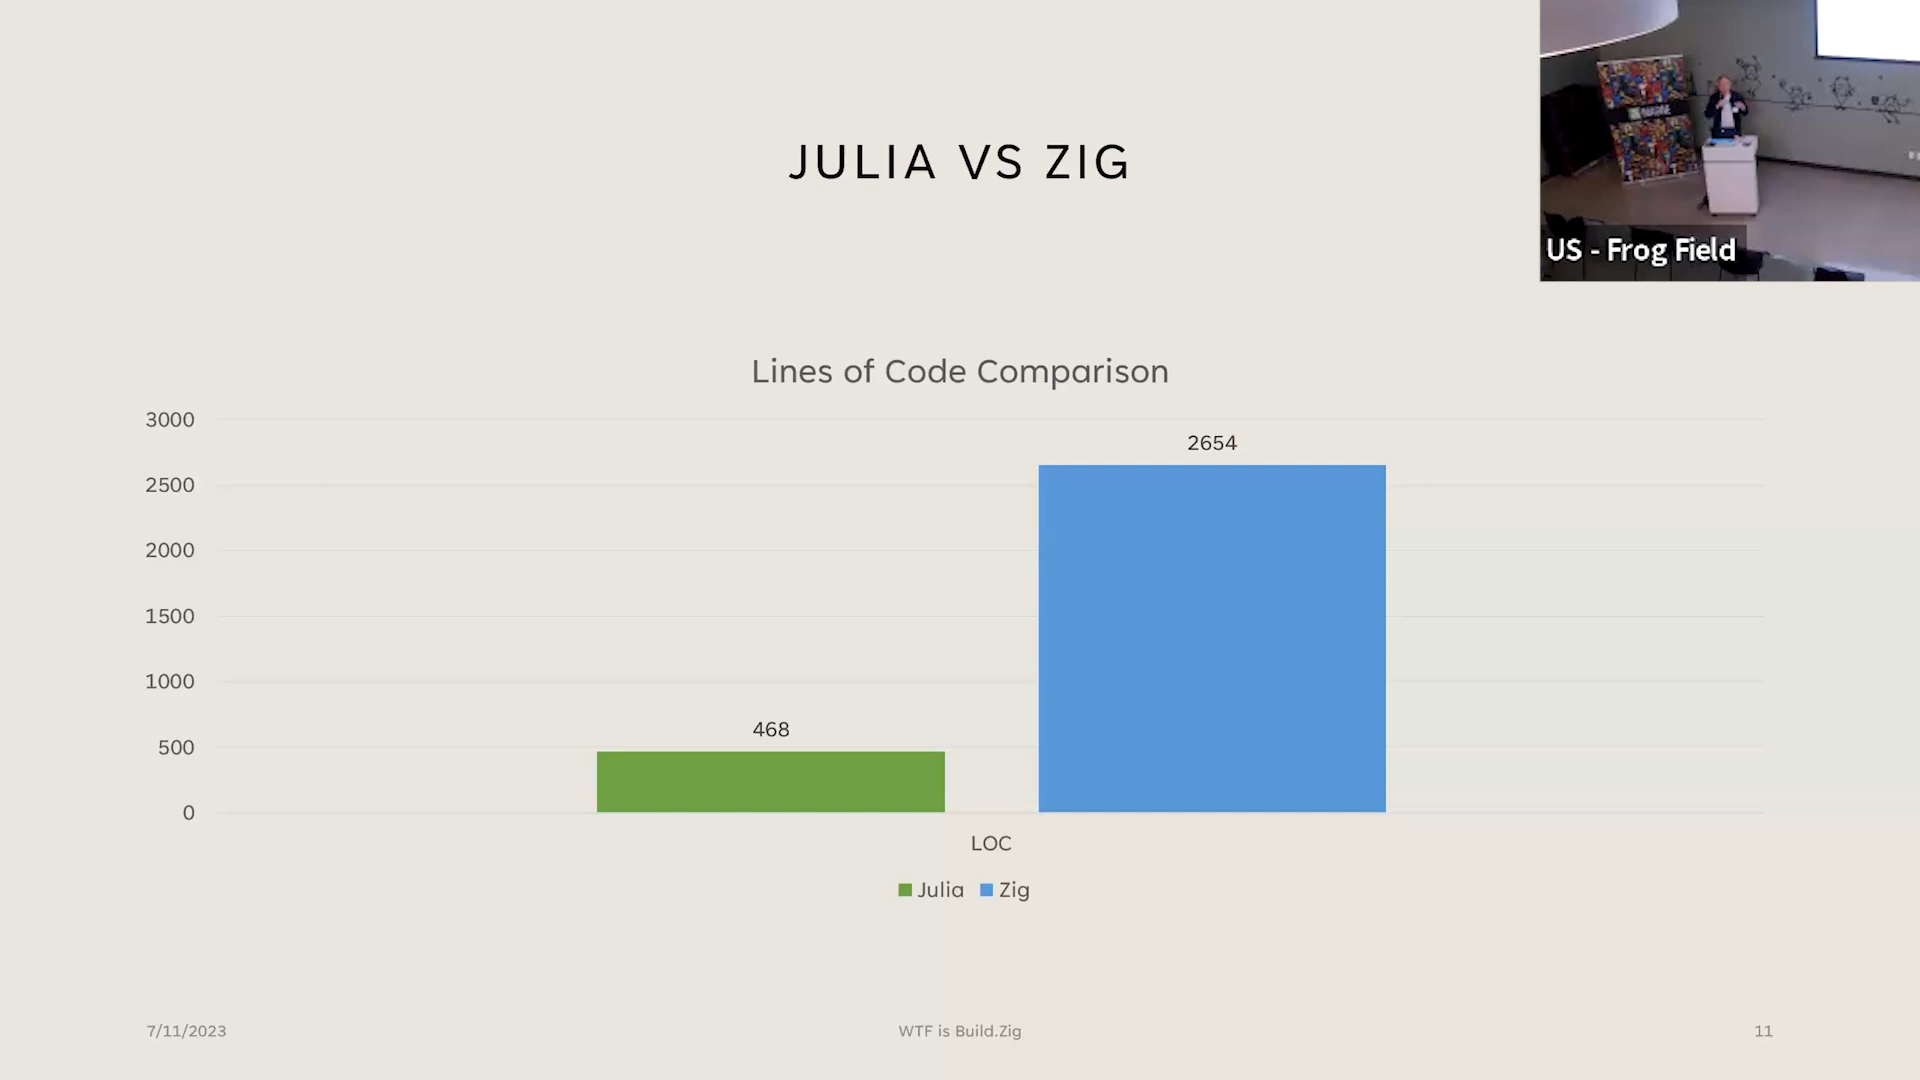 JULIA VS ZIG
US - Frog Field
Lines of Code Comparison
3000
2500
2000
1500
1000
500
0
2654
468
LOC
Julia
Zig
7/11/2023
WTF is Build.Zig
11